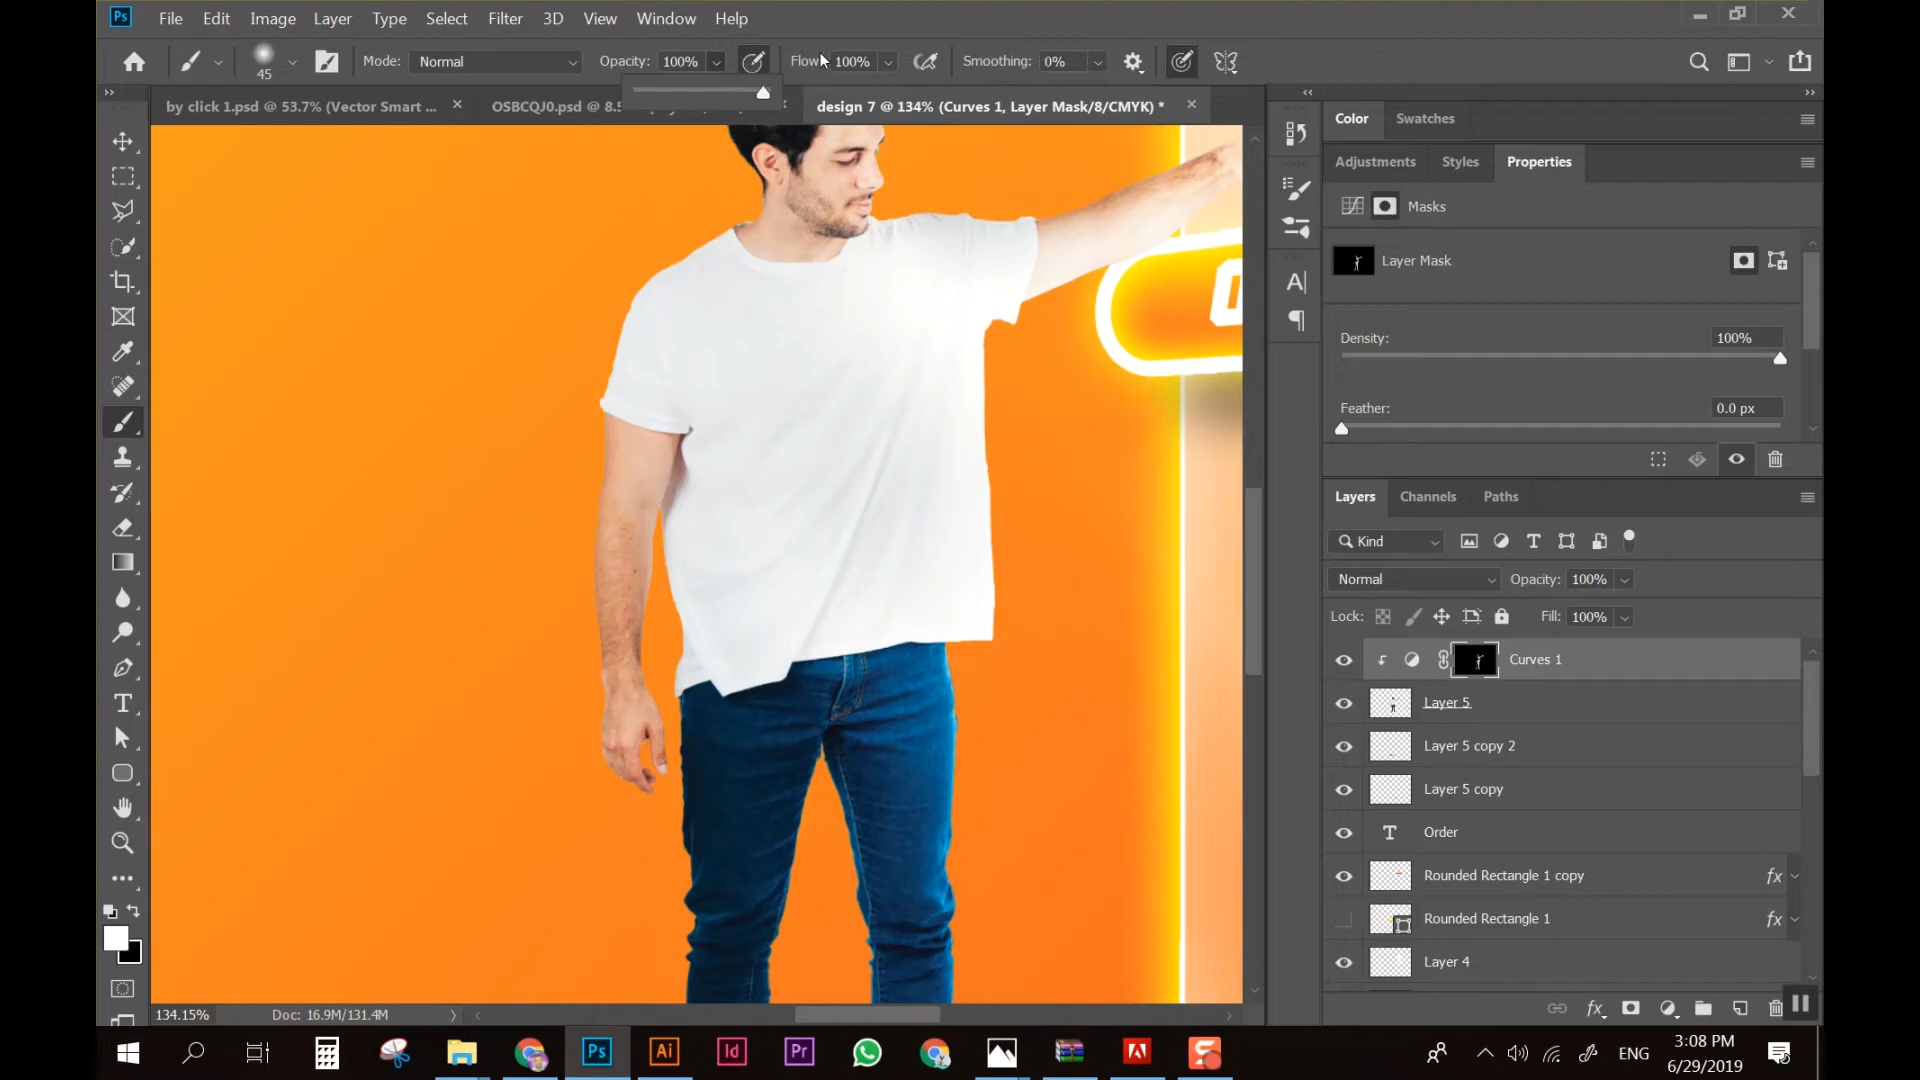 Ps File Edit Image Layer Type Select Filter 3D View Window Help
45 Mode: Normal Opacity: 100% Flow: 100% Smoothing: 0%
by click 1.psd @ 53.7% (Vector Smart ... × OSBCQJ0.psd @ 8.5 design 7 @ 134% (Curves 1, Layer Mask/8/CMYK) * ×
Color Swatches
Adjustments Styles Properties
Masks
Layer Mask
Density: 100%
Feather: 0.0 px
Layers Channels Paths
Kind
Normal Opacity: 100%
Lock: Fill: 100%
Curves 1
Layer 5
Layer 5 copy 2
Layer 5 copy
Order
Rounded Rectangle 1 copy fx
Rounded Rectangle 1 fx
Layer 4
134.15% Doc: 16.9M/131.4M
fx
Ps Ai Id Pr ENG
3:08 PM
6/29/2019